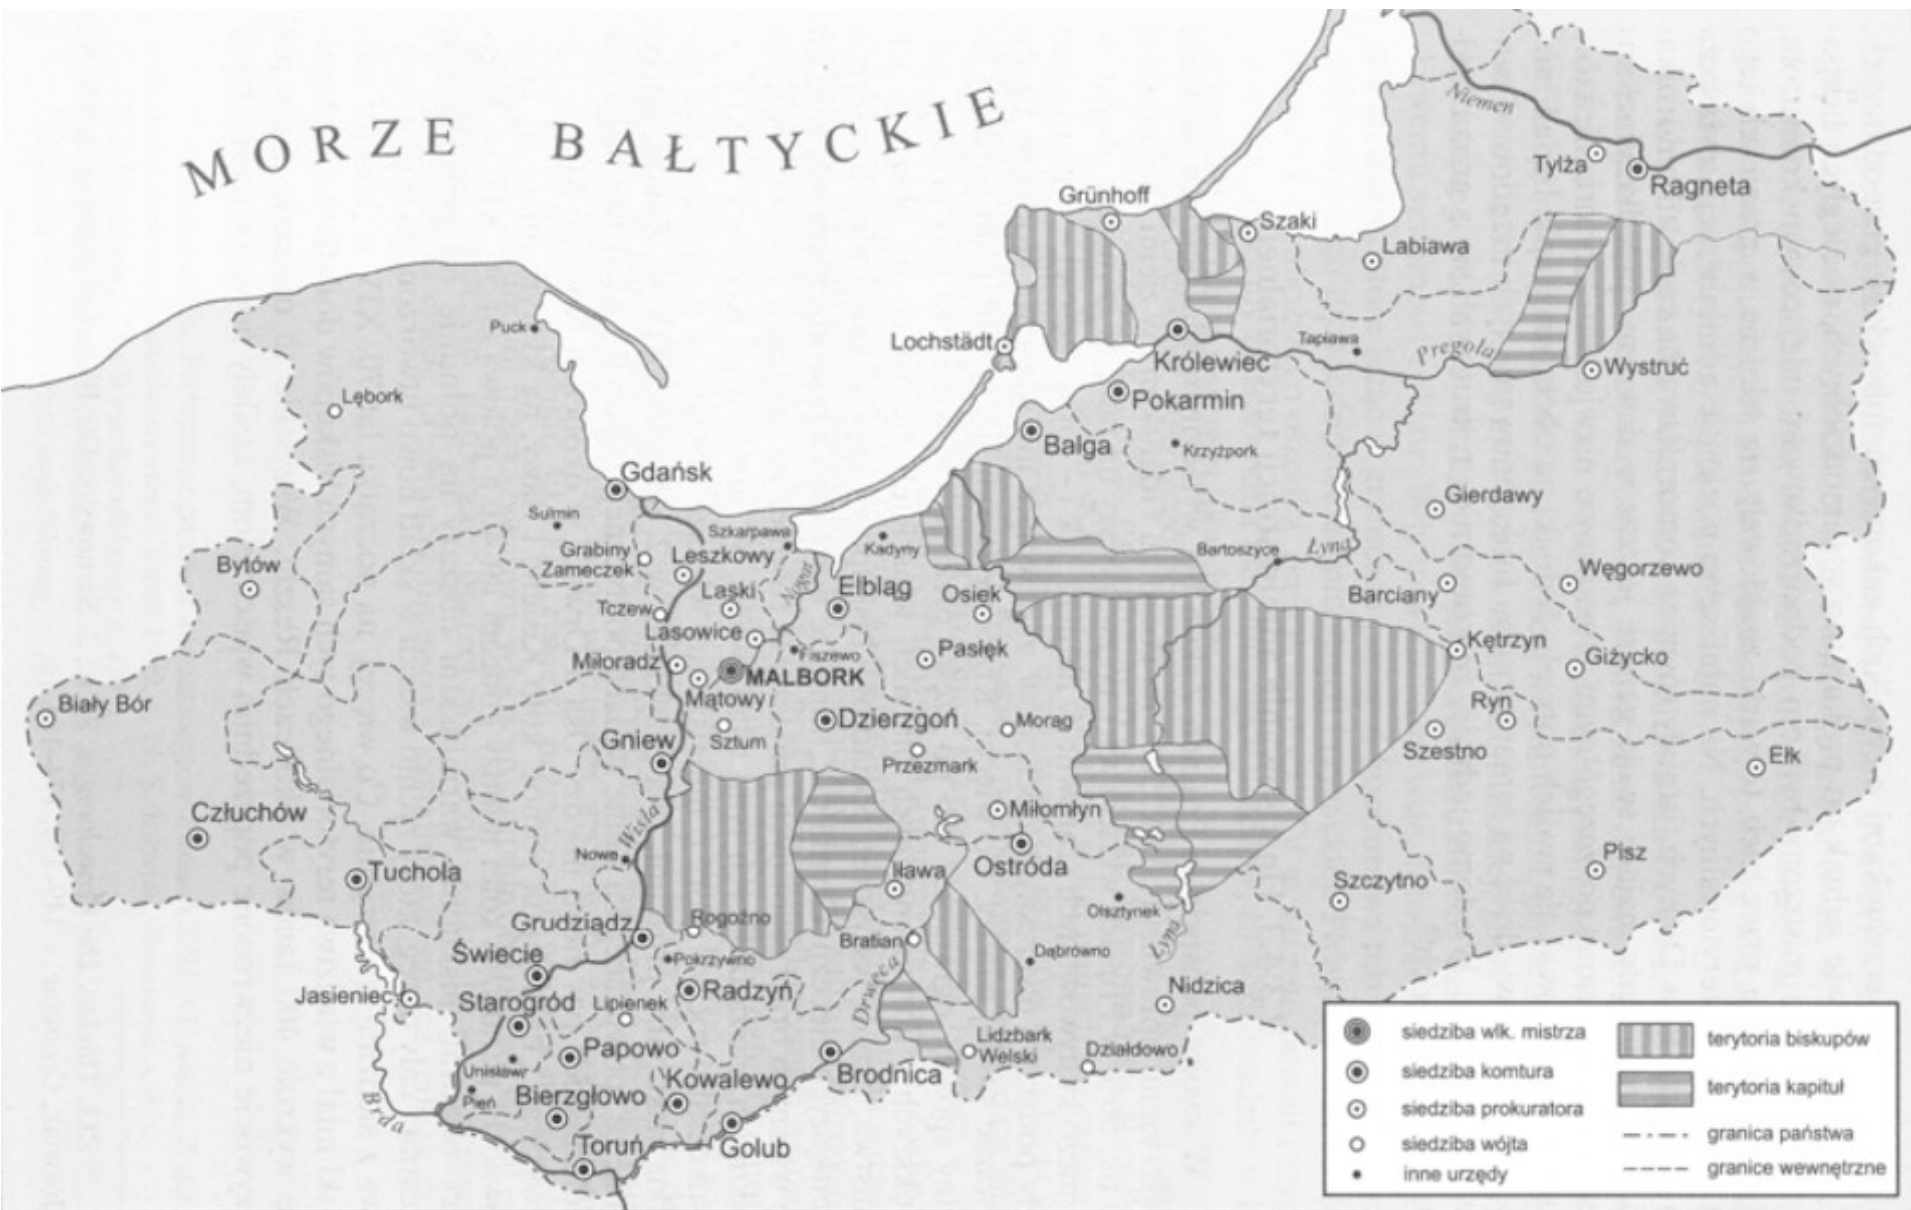 MORZE BAŁTYCKIE
Niemen
Tylża
Ragneta
Grünhoff
Szaki
Labiawa
Puck
Lochstädt
Królewiec
Tapiawa
Pregoła
Wystruć
Lębork
Pokarmin
Balga
Krzyżpork
Gdańsk
Gierdawy
Sulmin
Szkarpawa
Kadyny
Bartoszyce
Łyna
Grabiny
Zameczek
Leszkowy
Bytów
Nogat
Elbląg
Osiek
Barciany
Węgorzewo
Laski
Tczew
Lasowice
Fiszewo
Pasłęk
Kętrzyn
Giżycko
Miłoradz
MALBORK
Mątowy
Biały Bór
Dzierzgoń
Morąg
Ryn
Sztum
Szestno
Gniew
Przezmark
Ełk
Człuchów
Wisła
Miłomłyn
Nowe
Ostróda
Pisz
Tuchola
Iława
Szczytno
Olsztynek
Grudziądz
Rogoźno
Bratian
Łyna
Dąbrówno
Świecie
Pokrzywno
Drwęca
Nidzica
Jasieniec
Starogród
Lipienek
Radzyń
Lidzbark
Welski
Działdowo
Papowo
Unisław
Kowalewo
Brodnica
Pień
Bierzgłowo
Brda
Toruń
Golub
siedziba wlk. mistrza
siedziba komtura
siedziba prokuratora
siedziba wójta
inne urzędy
terytoria biskupów
terytoria kapituł
granica państwa
granice wewnętrzne